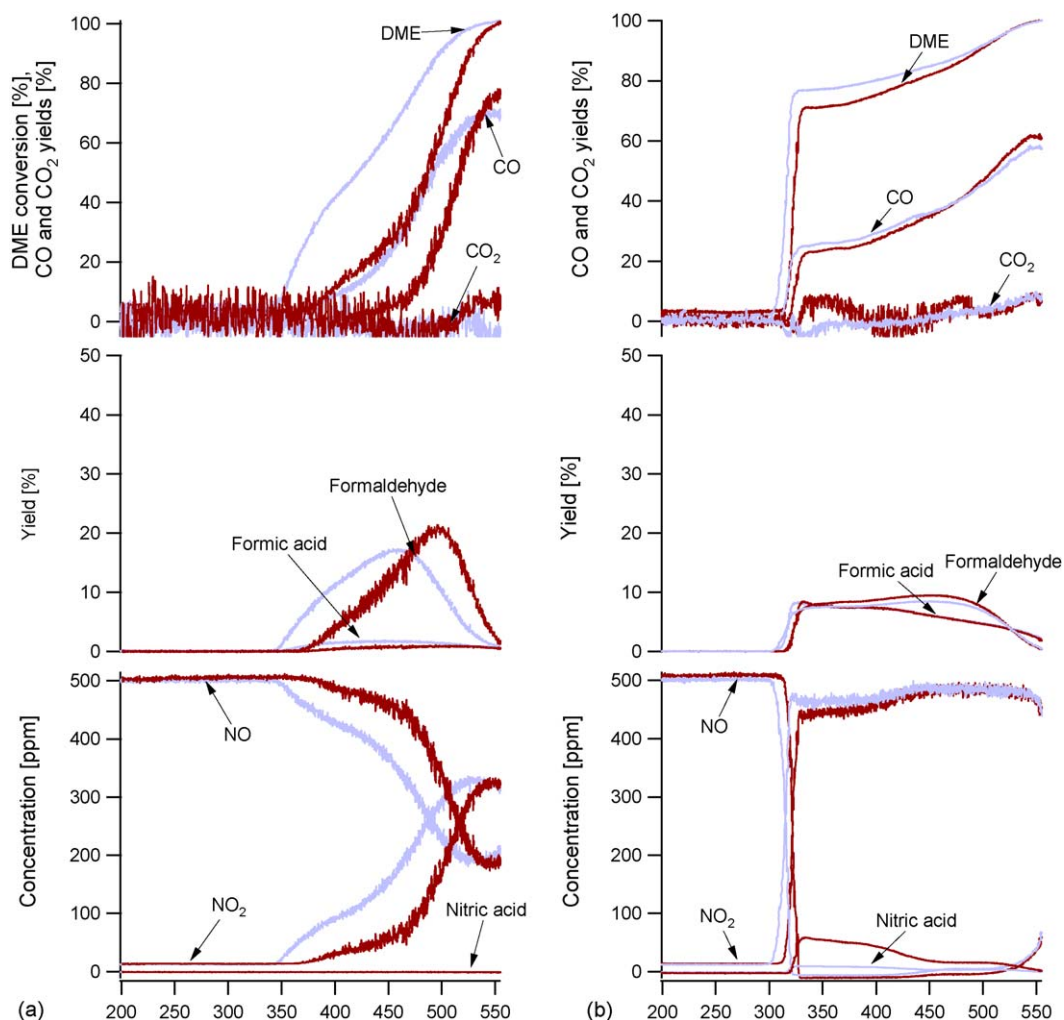 DME conversion [%],
CO and CO2 yields [%]
100
80
60
40
20
0
DME
CO
CO2
CO and CO2 yields [%]
100
80
60
40
20
0
DME
CO
CO2
Yield [%]
50
40
30
20
10
0
Formaldehyde
Formic acid
Yield [%]
50
40
30
20
10
0
Formic acid
Formaldehyde
Concentration [ppm]
500
400
300
200
100
0
NO
NO2
Nitric acid
(a)
200 250 300 350 400 450 500 550
Concentration [ppm]
500
400
300
200
100
0
NO
NO2
Nitric acid
(b)
200 250 300 350 400 450 500 550